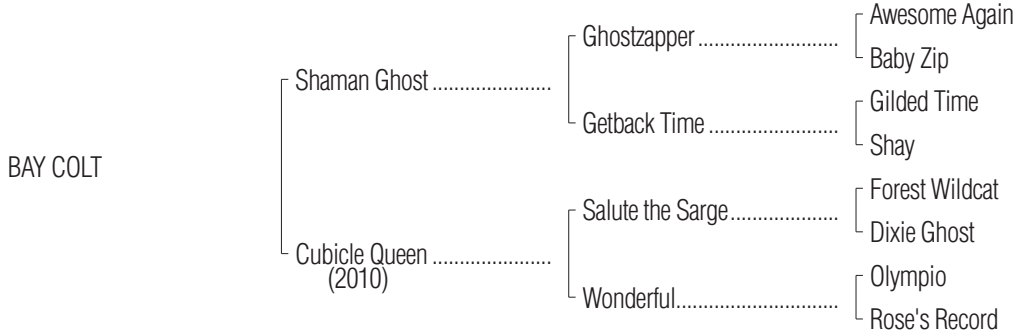 Awesome Again
Ghostzapper..........................
Baby Zip
Shaman Ghost......................
Gilded Time
Getback Time........................
Shay
BAY COLT
Forest Wildcat
Salute the Sarge....................
Dixie Ghost
Cubicle Queen......................
(2010)
Olympio
Wonderful..............................
Rose's Record